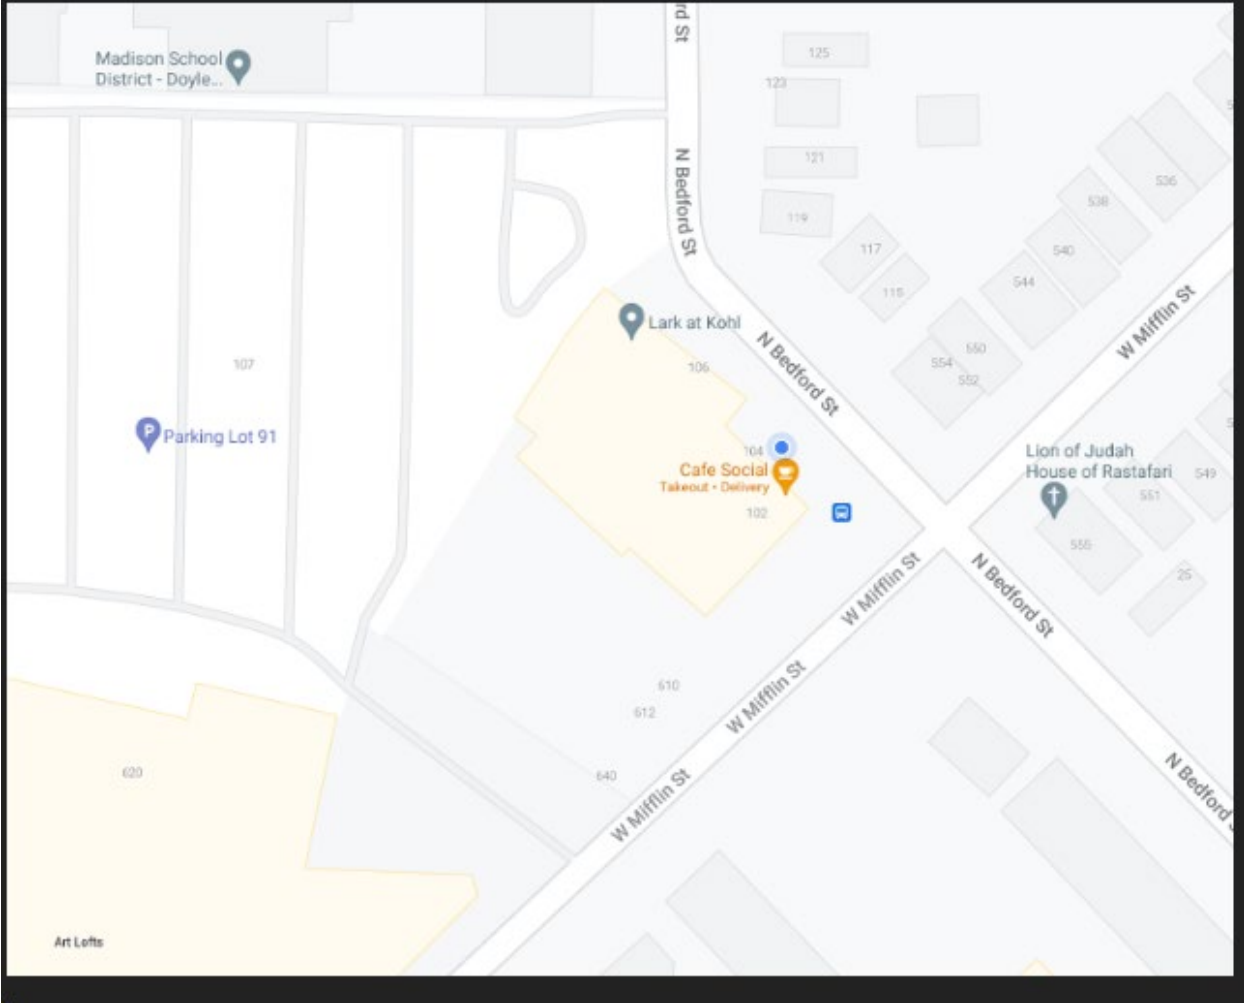 rd St
Madison School
District - Doyle...
125
123
N Bedford St
121
536
538
119
117
540
544
115
Lark at Kohl
N Bedford St
W Mifflin St
550
554
552
107
106
Parking Lot 91
104
Cafe Social
Takeout • Delivery
102
Lion of Judah
House of Rastafari
549
551
555
25
W Mifflin St
N Bedford St
610
612
W Mifflin St
620
640
W Mifflin St
N Bedford
Art Lofts
P